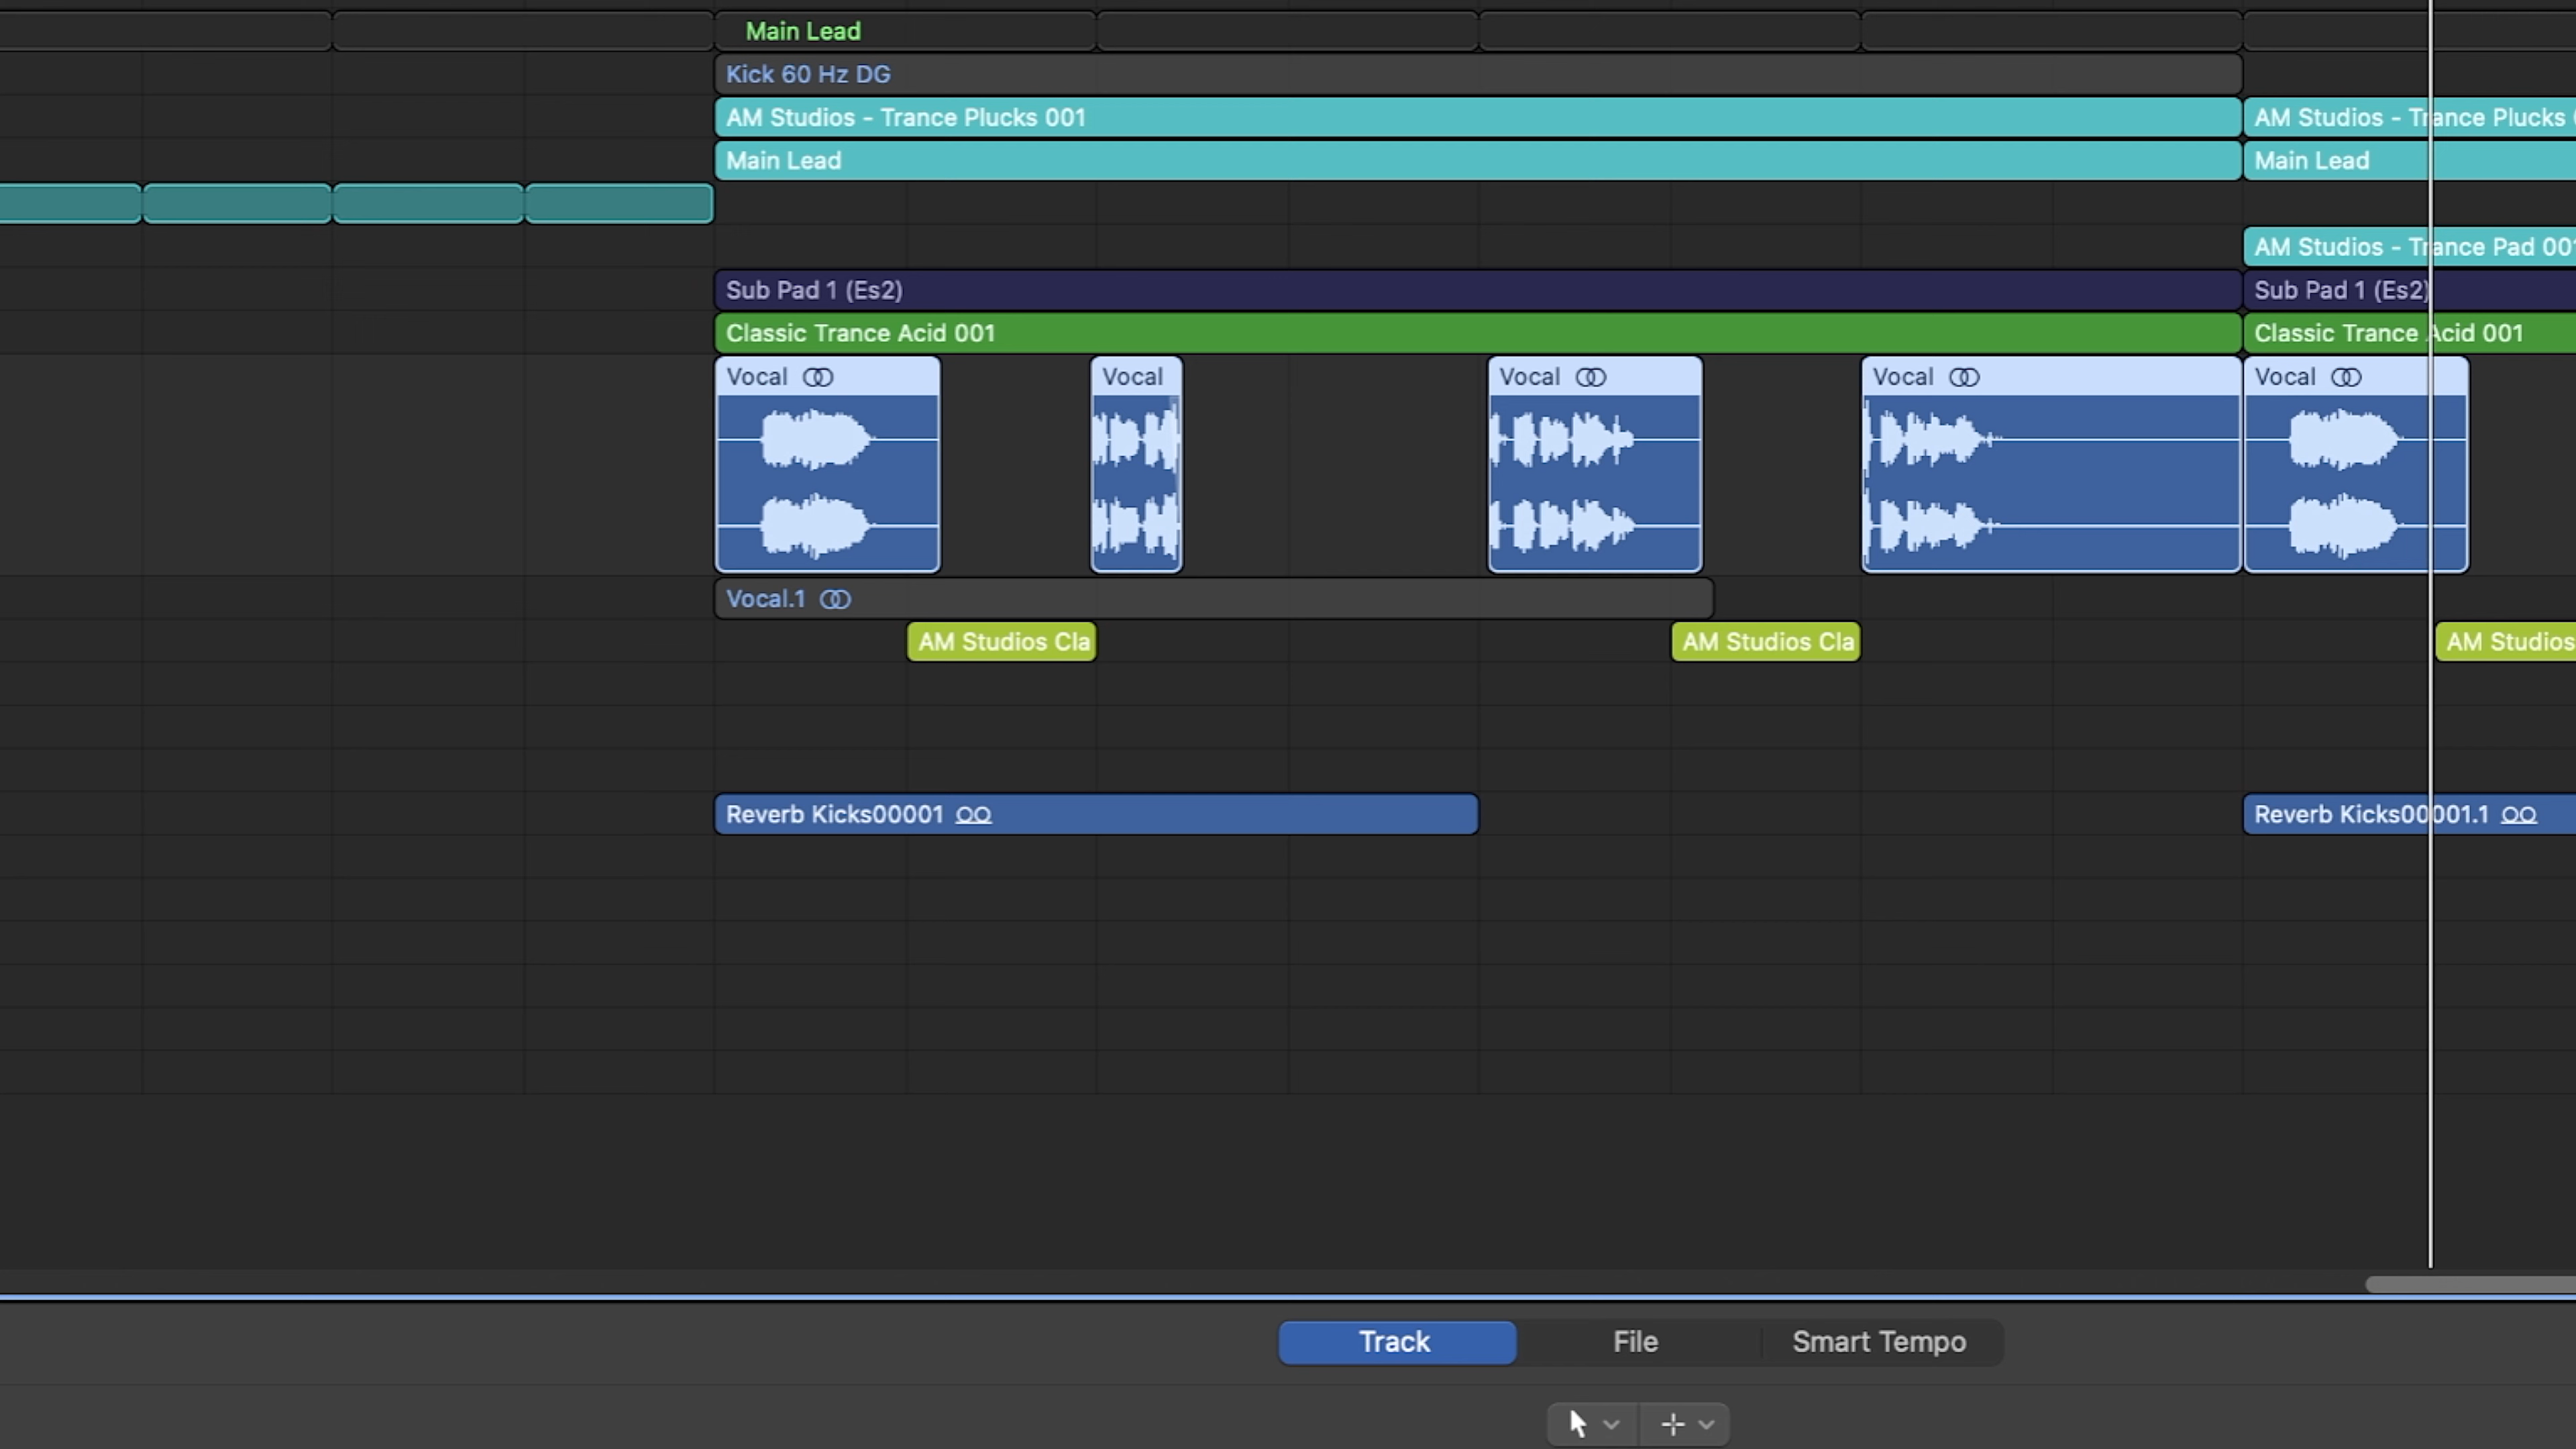 Main Lead
Kick 60 Hz DG
AM Studios - Trance Plucks 001
AM Studios - Trance Plucks
Main Lead
Main Lead
AM Studios - Trance Pad 001
Sub Pad 1 (Es2)
Sub Pad 1 (Es2)
Classic Trance Acid 001
Classic Trance Acid 001
Vocal
Vocal
Vocal
Vocal
Vocal
Vocal.1
AM Studios Cla
AM Studios Cla
AM Studios
Reverb Kicks00001
Reverb Kicks00001.1
Track
File
Smart Tempo